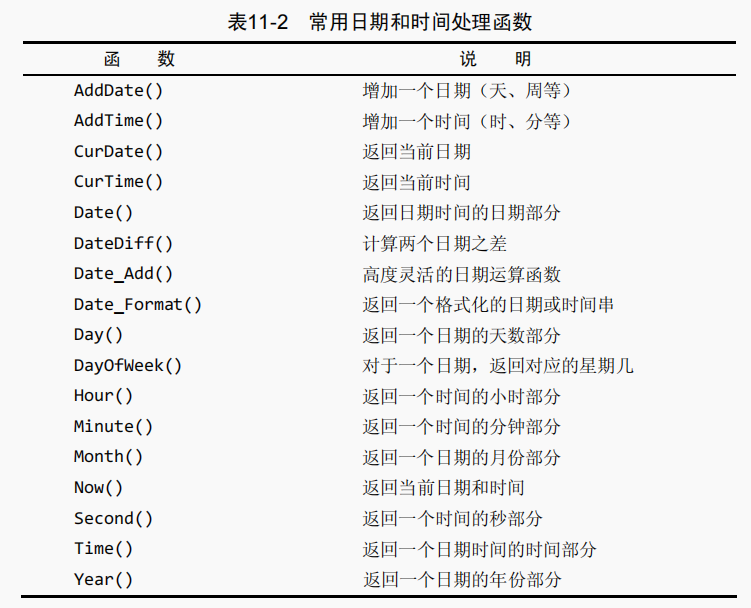 表11-2 常用日期和时间处理函数
函 数 说 明
AddDate() 增加一个日期（天、周等）
AddTime() 增加一个时间（时、分等）
CurDate() 返回当前日期
CurTime() 返回当前时间
Date() 返回日期时间的日期部分
DateDiff() 计算两个日期之差
Date_Add() 高度灵活的日期运算函数
Date_Format() 返回一个格式化的日期或时间串
Day() 返回一个日期的天数部分
DayOfWeek() 对于一个日期，返回对应的星期几
Hour() 返回一个时间的小时部分
Minute() 返回一个时间的分钟部分
Month() 返回一个日期的月份部分
Now() 返回当前日期和时间
Second() 返回一个时间的秒部分
Time() 返回一个日期时间的时间部分
Year() 返回一个日期的年份部分